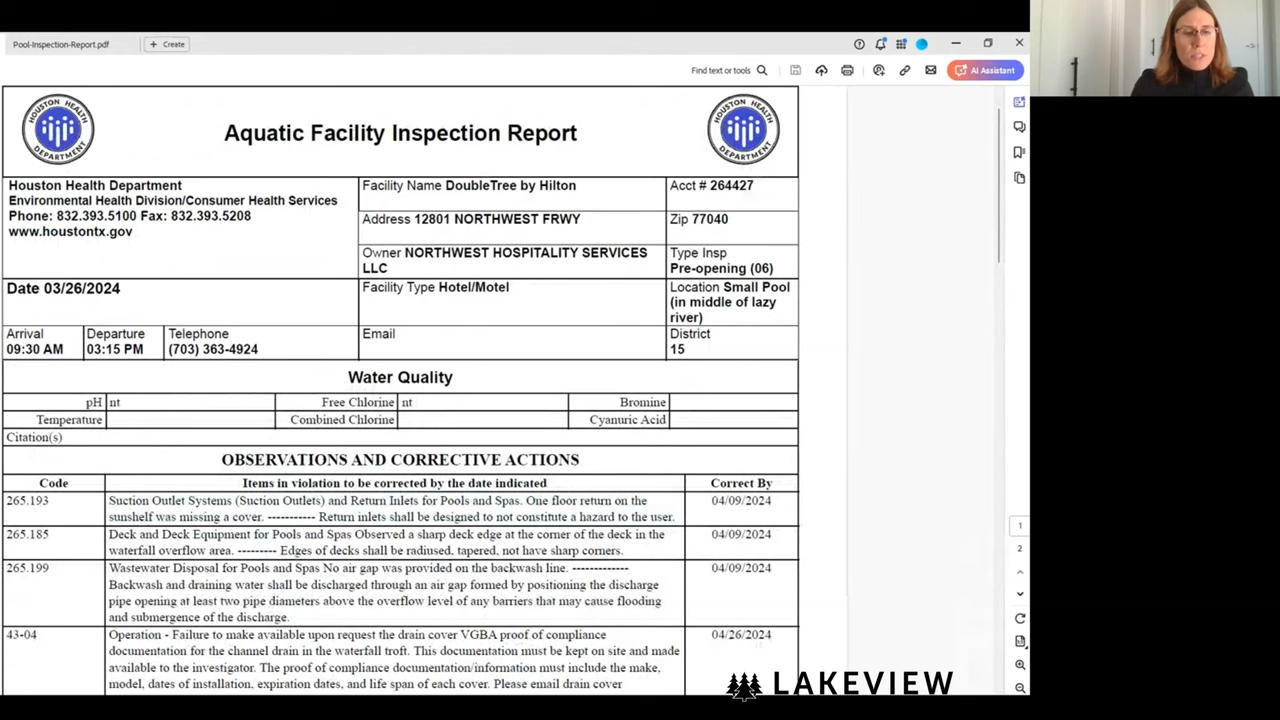 Pool-Inspection-Report.pdf
Create
Find text or tools
AI Assistant
HOUSTON HEALTH DEPARTMENT
Aquatic Facility Inspection Report
HOUSTON HEALTH DEPARTMENT
Houston Health Department
Environmental Health Division/Consumer Health Services
Phone: 832.393.5100 Fax: 832.393.5208
www.houstontx.gov
Facility Name DoubleTree by Hilton
Acct # 264427
Address 12801 NORTHWEST FRWY
Zip 77040
Owner NORTHWEST HOSPITALITY SERVICES
LLC
Type Insp
Pre-opening (06)
Date 03/26/2024
Facility Type Hotel/Motel
Location Small Pool
(in middle of lazy
river)
Arrival
09:30 AM
Departure
03:15 PM
Telephone
(703) 363-4924
Email
District
15
Water Quality
pH nt Free Chlorine nt Bromine
Temperature Combined Chlorine Cyanuric Acid
Citation(s)
OBSERVATIONS AND CORRECTIVE ACTIONS
Code Items in violation to be corrected by the date indicated Correct By
265.193 Suction Outlet Systems (Suction Outlets) and Return Inlets for Pools and Spas. One floor return on the 04/09/2024
sunshelf was missing a cover. ----------- Return inlets shall be designed to not constitute a hazard to the user.
265.185 Deck and Deck Equipment for Pools and Spas Observed a sharp deck edge at the corner of the deck in the 04/09/2024
waterfall overflow area. --------- Edges of decks shall be radiused, tapered, not have sharp corners.
265.199 Wastewater Disposal for Pools and Spas No air gap was provided on the backwash line. ------------- 04/09/2024
Backwash and draining water shall be discharged through an air gap formed by positioning the discharge
pipe opening at least two pipe diameters above the overflow level of any barriers that may cause flooding
and submergence of the discharge.
43-04 Operation - Failure to make available upon request the drain cover VGBA proof of compliance 04/26/2024
documentation for the channel drain in the waterfall troft. This documentation must be kept on site and made
available to the investigator. The proof of compliance documentation/information must include the make,
model, dates of installation, expiration dates, and life span of each cover. Please email drain cover
1
2
LAKEVIEW